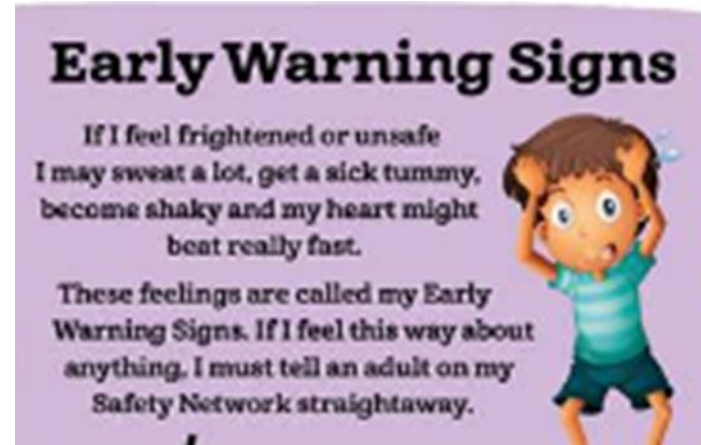 Early Warning Signs
If I feel frightened or unsafe
I may sweat a lot, get a sick tummy,
become shaky and my heart might
beat really fast.
These feelings are called my Early
Warning Signs. If I feel this way about
anything, I must tell an adult on my
Safety Network straightaway.